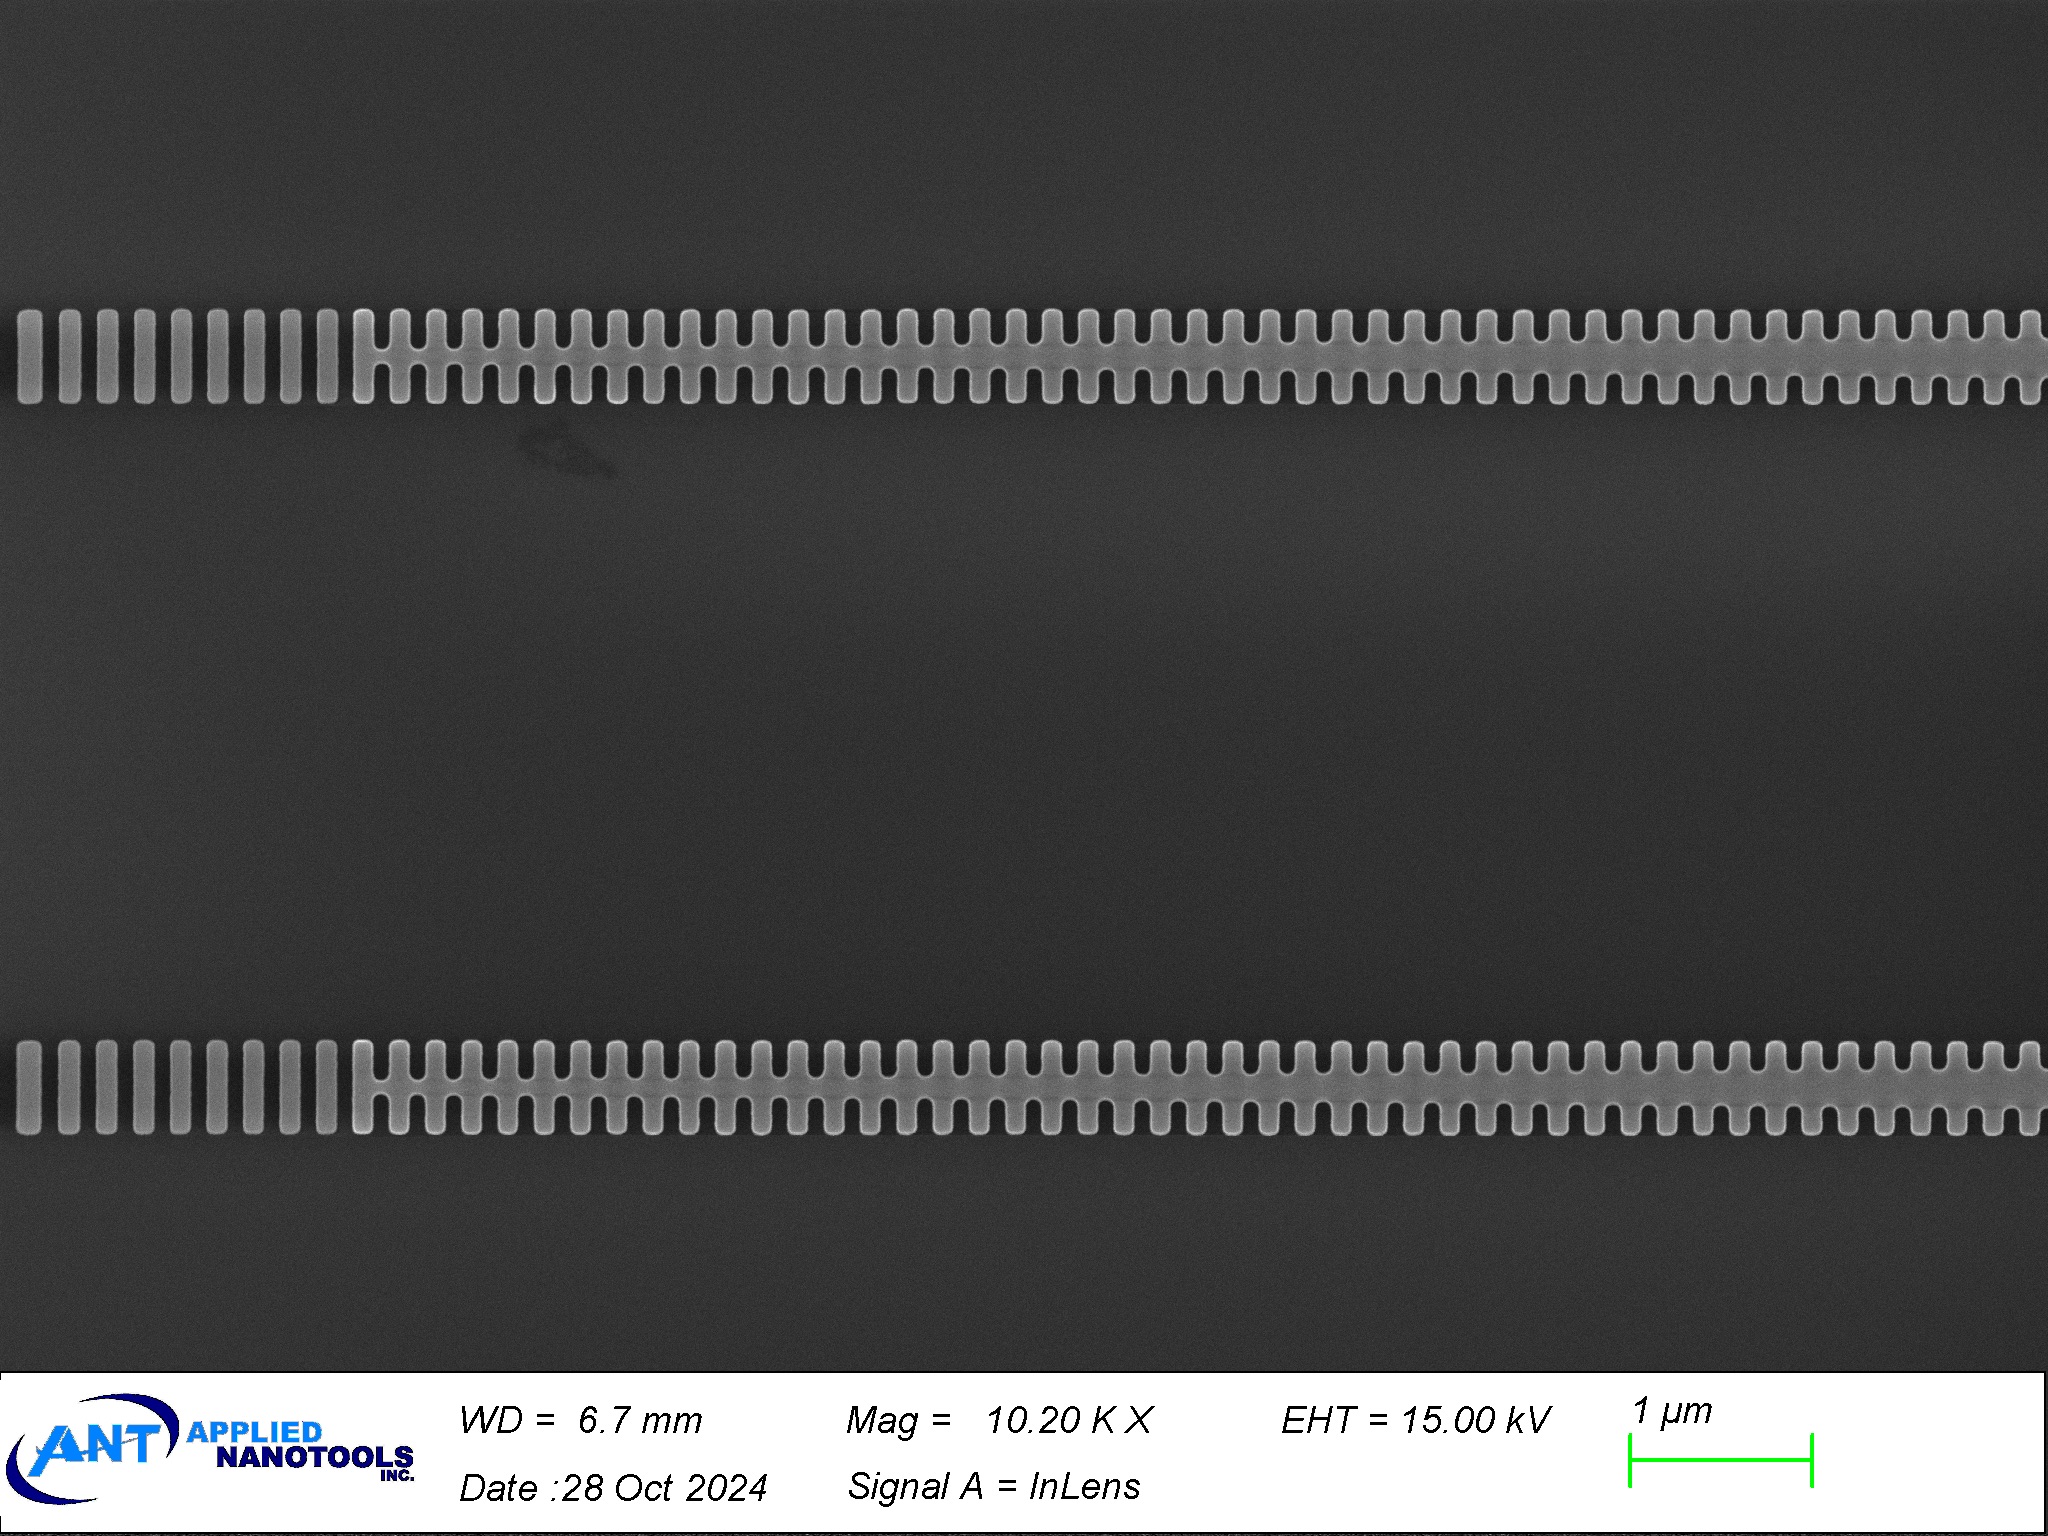 WD = 6.7 mm
Mag = 10.20 K X
EHT = 15.00 kV
1 µm
ANT APPLIED
NANOTOOLS
INC.
Date :28 Oct 2024
Signal A = InLens